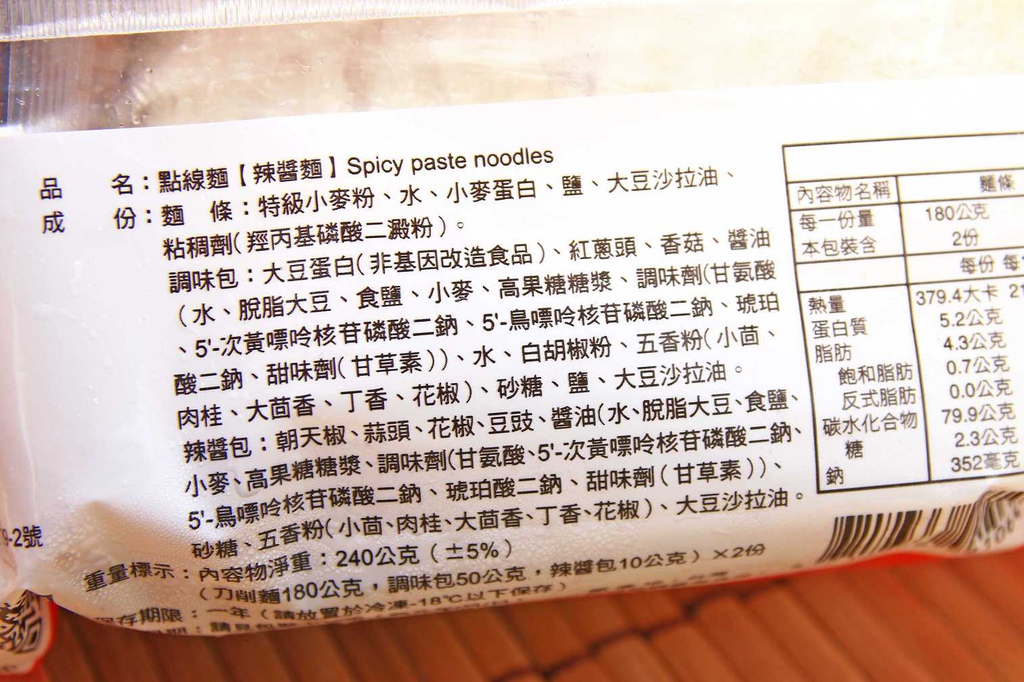 品 名：點線麵【辣醬麵】Spicy paste noodles
成 份：麵 條：特級小麥粉、水、小麥蛋白、鹽、大豆沙拉油、
粘稠劑(羥丙基磷酸二澱粉)。
調味包：大豆蛋白(非基因改造食品)、紅蔥頭、香菇、醬油
(水、脫脂大豆、食鹽、小麥、高果糖糖漿、調味劑(甘氨酸
、5'-次黃嘌呤核苷磷酸二鈉、5'-鳥嘌呤核苷磷酸二鈉、琥珀
酸二鈉、甜味劑(甘草素))、水、白胡椒粉、五香粉(小茴、
肉桂、大茴香、丁香、花椒)、砂糖、鹽、大豆沙拉油。
辣醬包：朝天椒、蒜頭、花椒、豆豉、醬油(水、脫脂大豆、食鹽、
小麥、高果糖糖漿、調味劑(甘氨酸、5'-次黃嘌呤核苷磷酸二鈉、
5'-鳥嘌呤核苷磷酸二鈉、琥珀酸二鈉、甜味劑(甘草素))、
砂糖、五香粉(小茴、肉桂、大茴香、丁香、花椒)、大豆沙拉油。
重量標示：內容物淨重：240公克(±5%)
(刀削麵180公克，調味包50公克，辣醬包10公克)×2份
存期限：一年(請放置於冷凍-18℃以下保存)
9-2號
內容物名稱 麵條
每一份量 180公克
本包裝含 2份
每份 每
熱量 379.4大卡 21
蛋白質 5.2公克
脂肪 4.3公克
飽和脂肪 0.7公克
反式脂肪 0.0公克
碳水化合物 79.9公克
糖 2.3公克
鈉 352毫克